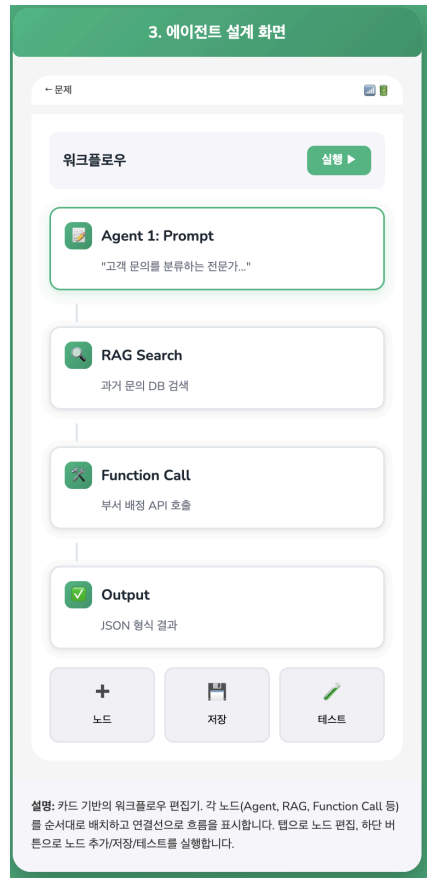 3. 에이전트 설계 화면
← 문제
워크플로우
실행 ▶
Agent 1: Prompt
"고객 문의를 분류하는 전문가..."
RAG Search
과거 문의 DB 검색
Function Call
부서 배정 API 호출
Output
JSON 형식 결과
노드
저장
테스트
설명: 카드 기반의 워크플로우 편집기. 각 노드(Agent, RAG, Function Call 등)
를 순서대로 배치하고 연결선으로 흐름을 표시합니다. 탭으로 노드 편집, 하단 버
튼으로 노드 추가/저장/테스트를 실행합니다.